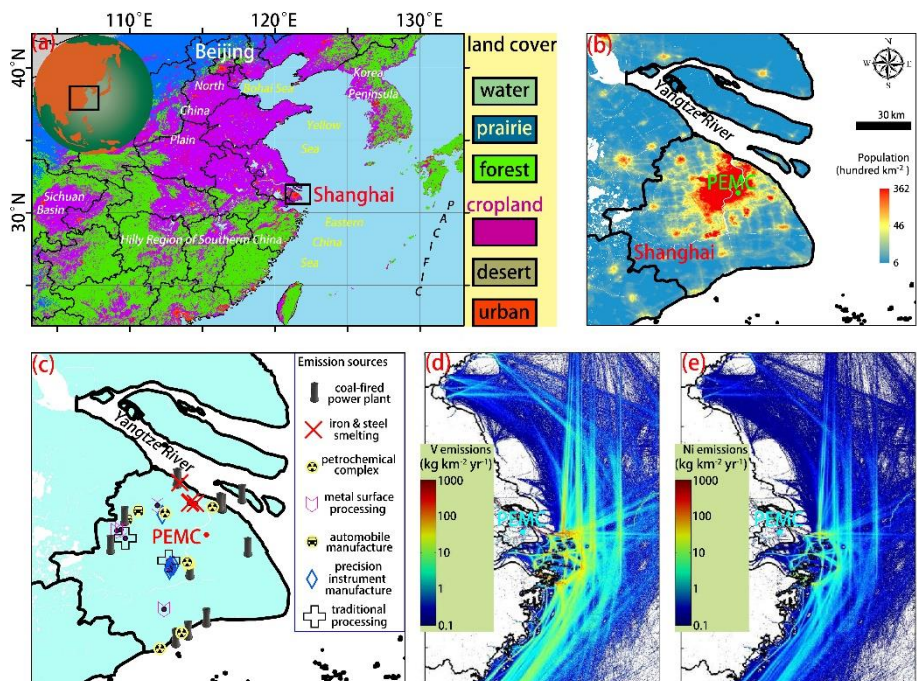 110°E
120°E
130°E
40°N
30°N
(a)
Beijing
North
China
Plain
Bohai Sea
Korea
Peninsula
Yellow
Sea
Sichuan
Basin
Shanghai
Hilly Region of Southern China
Eastern
China
Sea
PACIFIC
land cover
water
prairie
forest
cropland
desert
urban
(b)
Yangtze River
PEMC
Shanghai
N
W
E
S
30 km
Population
(hundred km⁻²)
362
46
6
(c)
Yangtze River
PEMC
Emission sources
coal-fired
power plant
iron & steel
smelting
petrochemical
complex
metal surface
processing
automobile
manufacture
precision
instrument
manufacture
traditional
processing
(d)
V emissions
(kg km⁻² yr⁻¹)
1000
100
10
1
0.1
PEMC
(e)
Ni emissions
(kg km⁻² yr⁻¹)
1000
100
10
1
0.1
PEMC